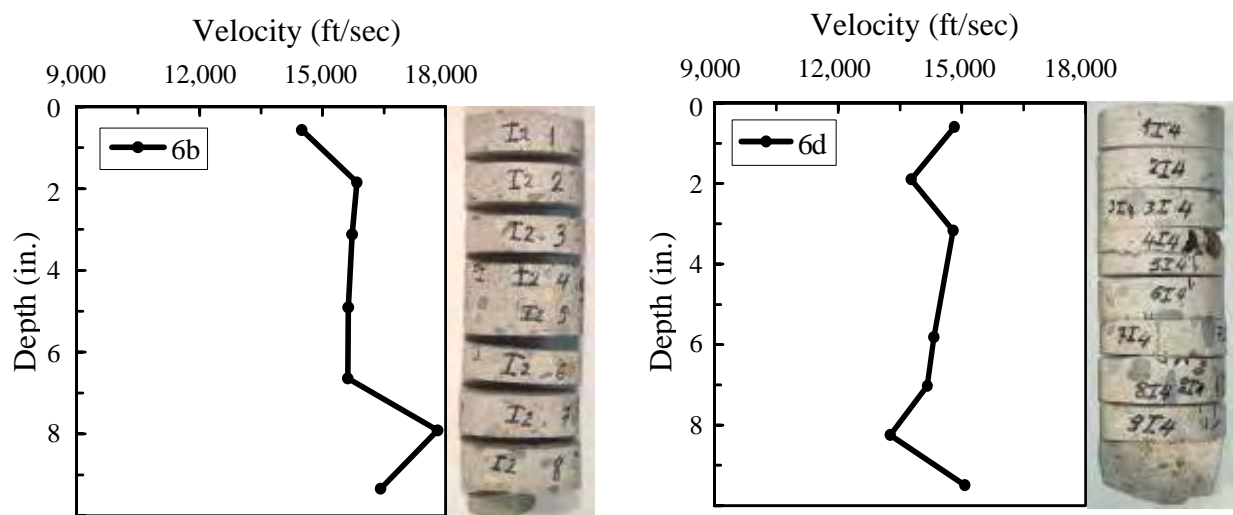 Velocity (ft/sec)
9,000 12,000 15,000 18,000
0
2
4
6
8
Depth (in.)
6b
I2 1
I2 2
I2. 3
I2 4
I2 5
I2 6
I2. 7
I2 8
Velocity (ft/sec)
9,000 12,000 15,000 18,000
0
2
4
6
8
Depth (in.)
6d
1I4
2I4
3I4 3I4
4I4
5I4
6I4
7I4
8I4 8I4
9I4